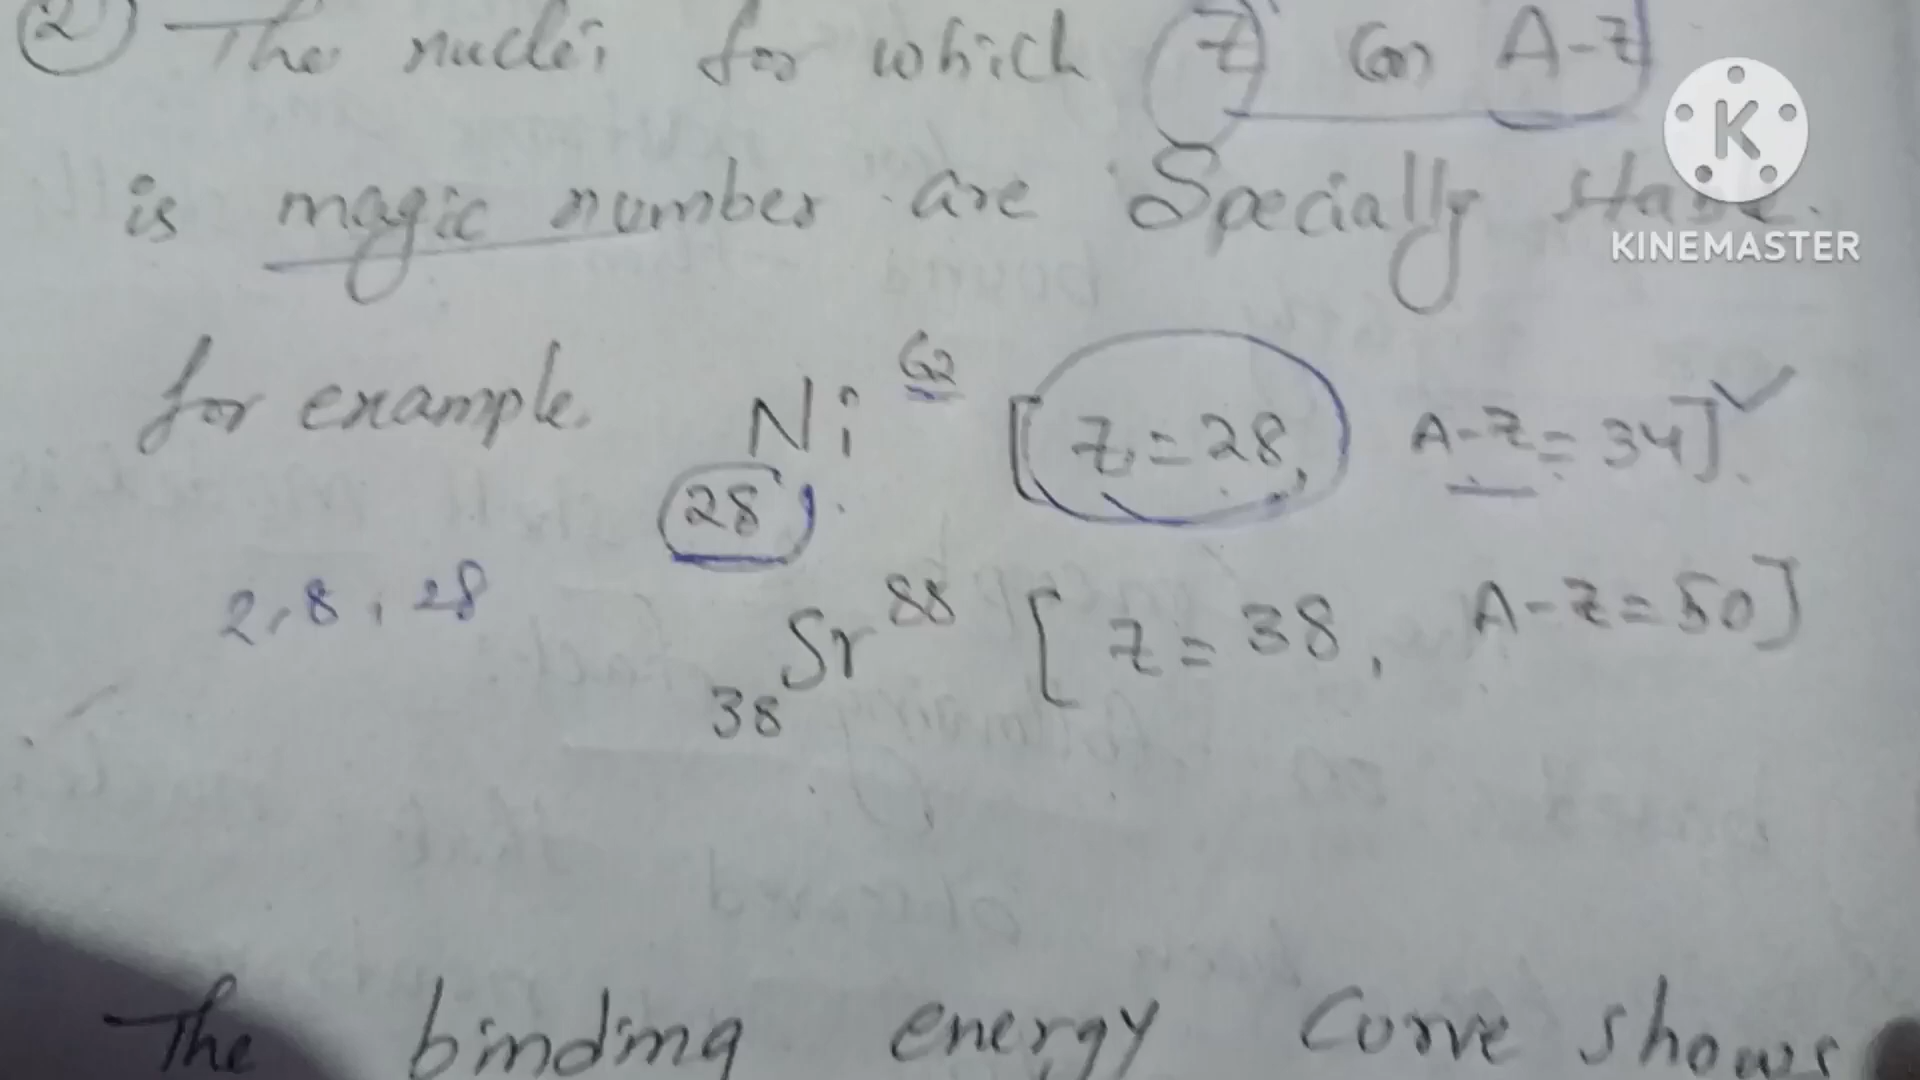 ② The nuclei for which Z (or) A-Z
is magic number are Specially stable.
K
KINEMASTER
for example. Ni 62 [Z=28, A-Z=34] ✓
28
2, 8, 28
Sr 88 [Z=38, A-Z=50]
38
The binding energy curve shows